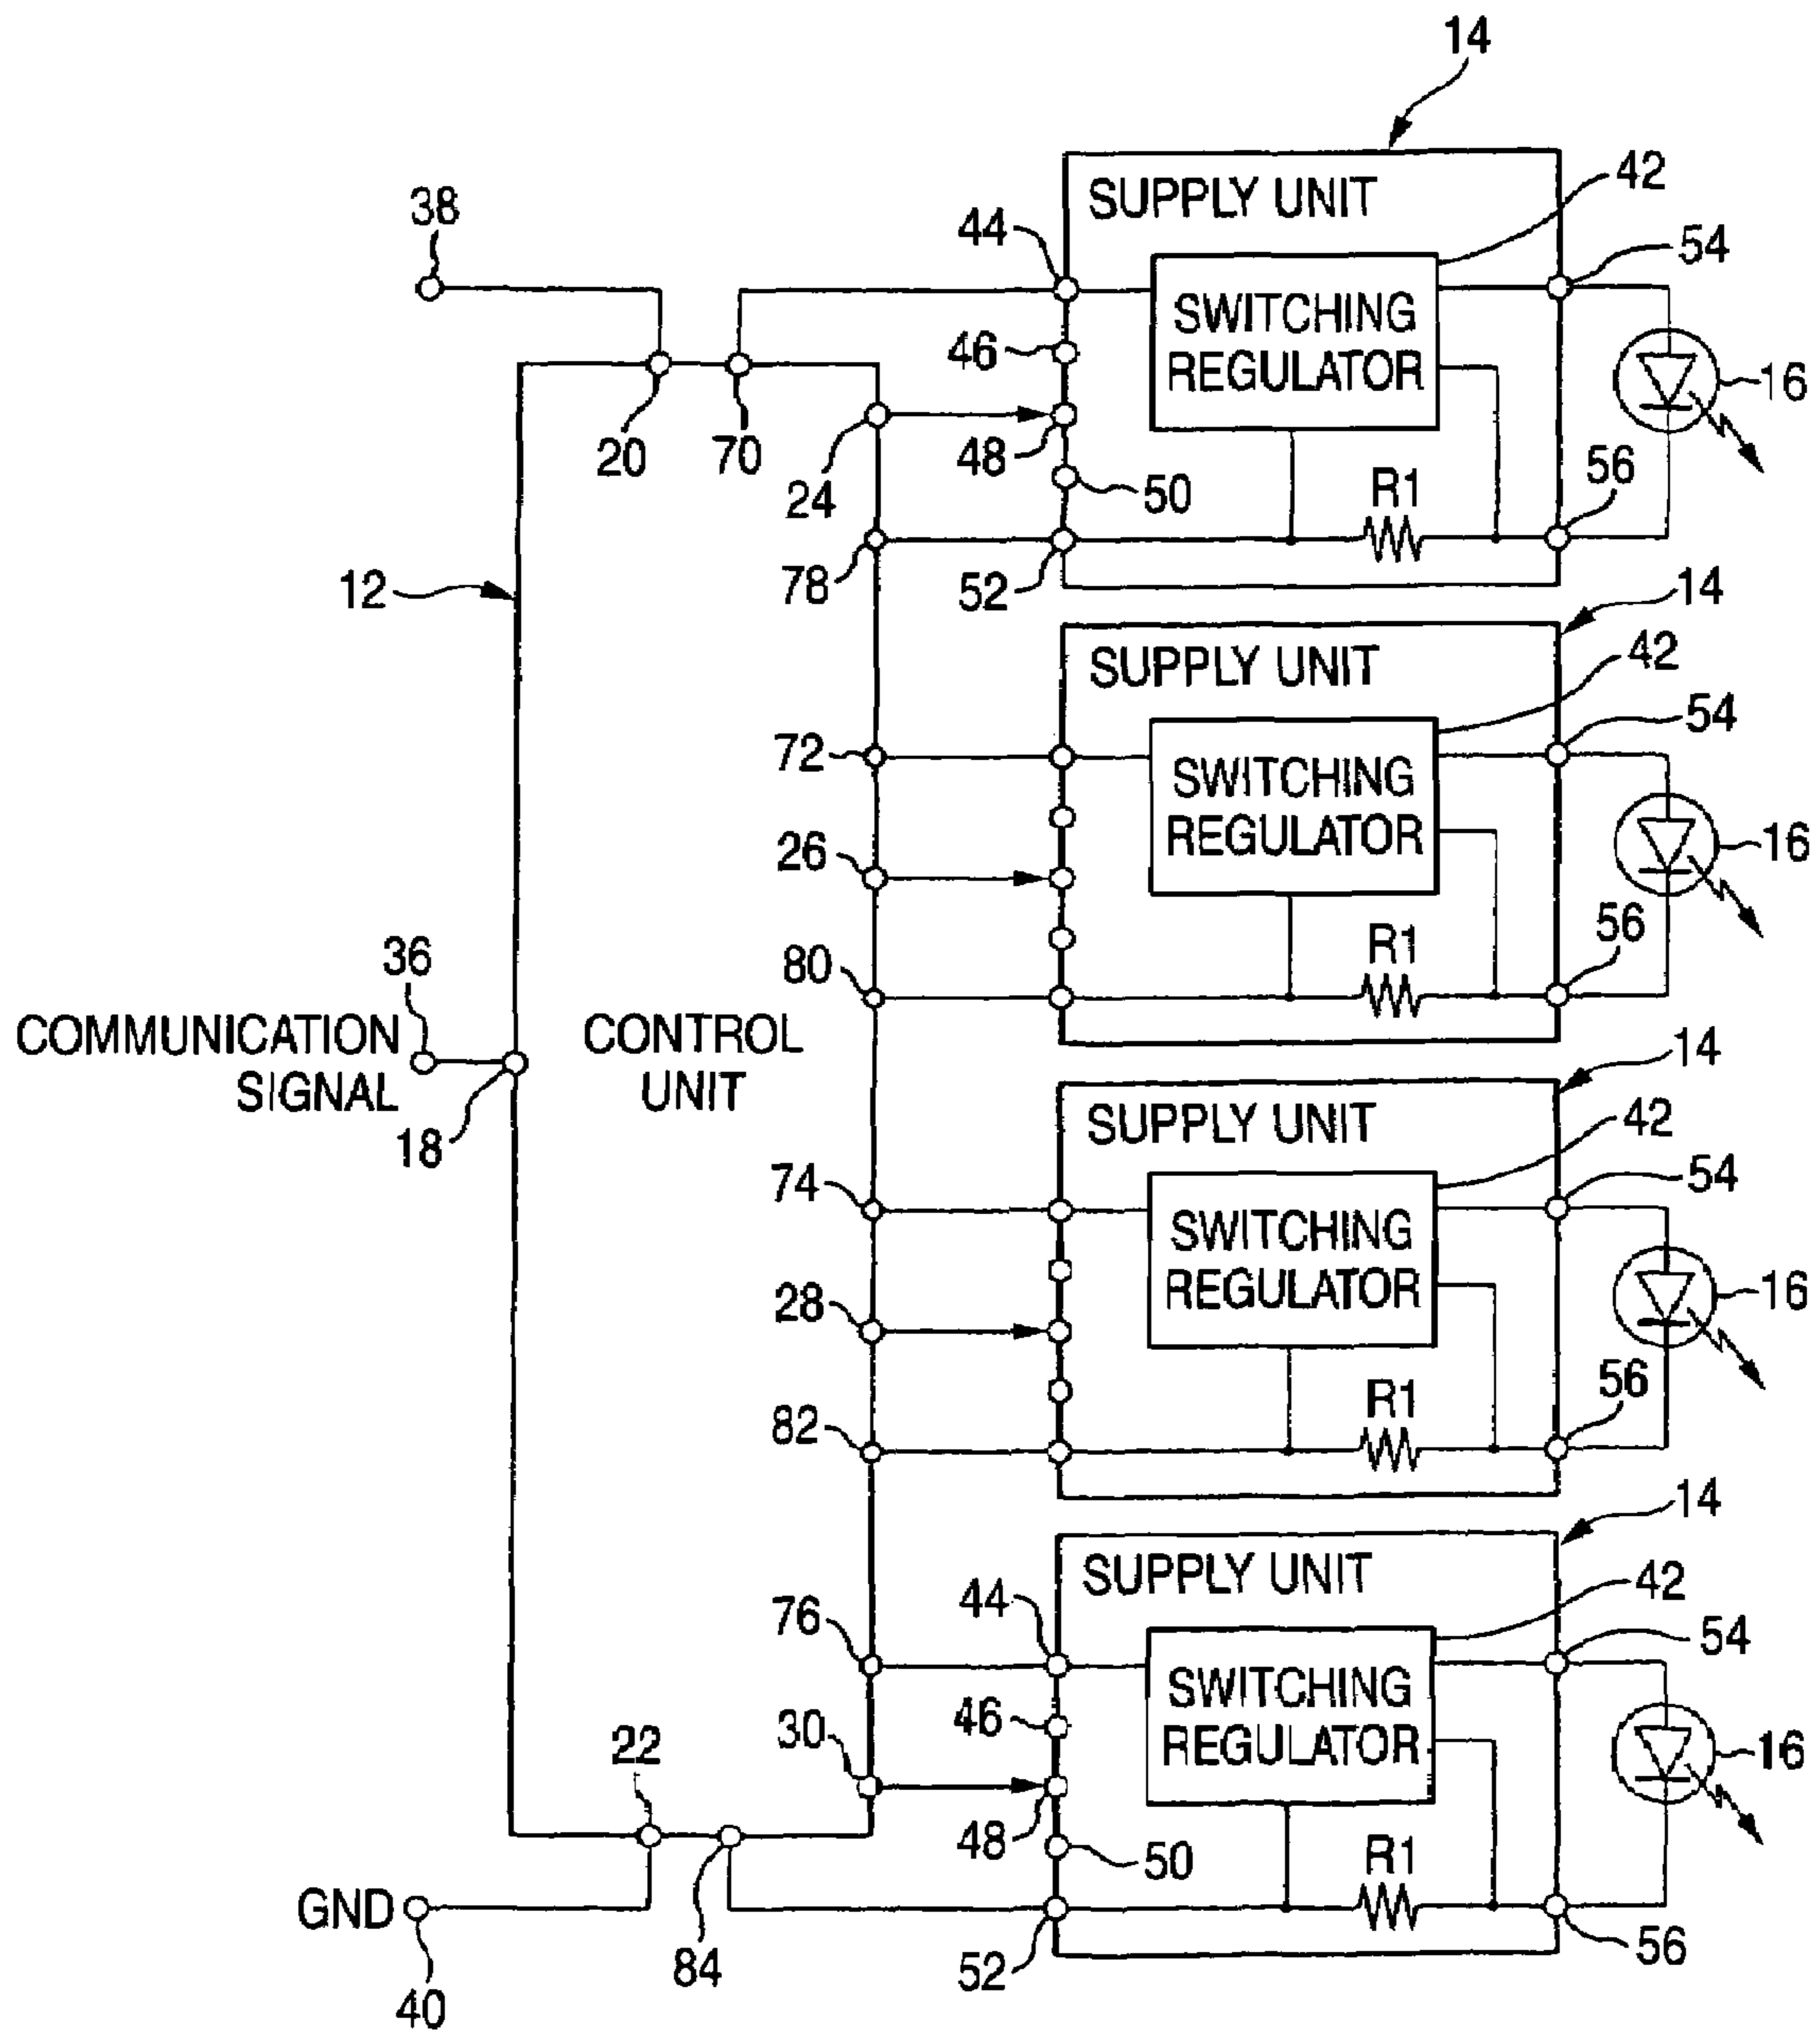 14
SUPPLY UNIT
42
38
44
54
SWITCHING
REGULATOR
46
16
20
70
24
48
50
R1
56
78
52
12
14
SUPPLY UNIT
42
72
54
SWITCHING
REGULATOR
26
16
80
R1
56
36
COMMUNICATION
SIGNAL
CONTROL
UNIT
18
14
SUPPLY UNIT
42
74
54
SWITCHING
REGULATOR
28
16
82
R1
56
14
SUPPLY UNIT
42
76
44
54
SWITCHING
REGULATOR
46
30
16
22
48
50
R1
GND
84
52
56
40